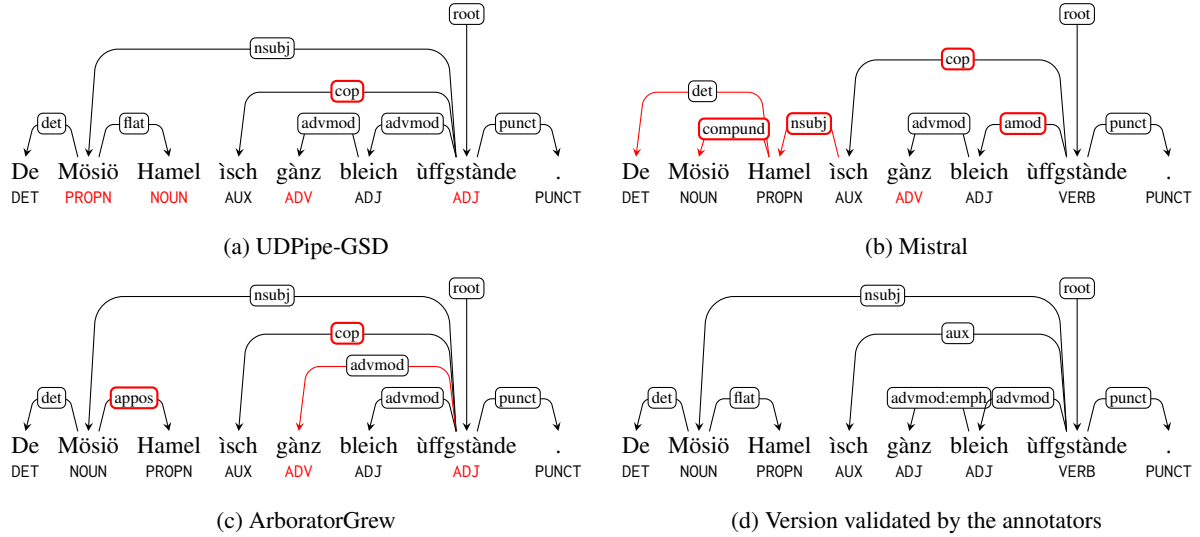 root
nsubj
cop
det flat advmod advmod punct
De Mösiö Hamel ìsch gànz bleich ùffgstànde .
DET PROPN NOUN AUX ADV ADJ ADJ PUNCT
(a) UDPipe-GSD
root
cop
det
compund nsubj advmod amod punct
De Mösiö Hamel ìsch gànz bleich ùffgstànde .
DET NOUN PROPN AUX ADV ADJ VERB PUNCT
(b) Mistral
root
nsubj
cop
advmod
det appos advmod punct
De Mösiö Hamel ìsch gànz bleich ùffgstànde .
DET NOUN PROPN AUX ADV ADJ ADJ PUNCT
(c) ArboratorGrew
root
nsubj
aux
det flat advmod:emph advmod punct
De Mösiö Hamel ìsch gànz bleich ùffgstànde .
DET NOUN PROPN AUX ADJ ADJ VERB PUNCT
(d) Version validated by the annotators